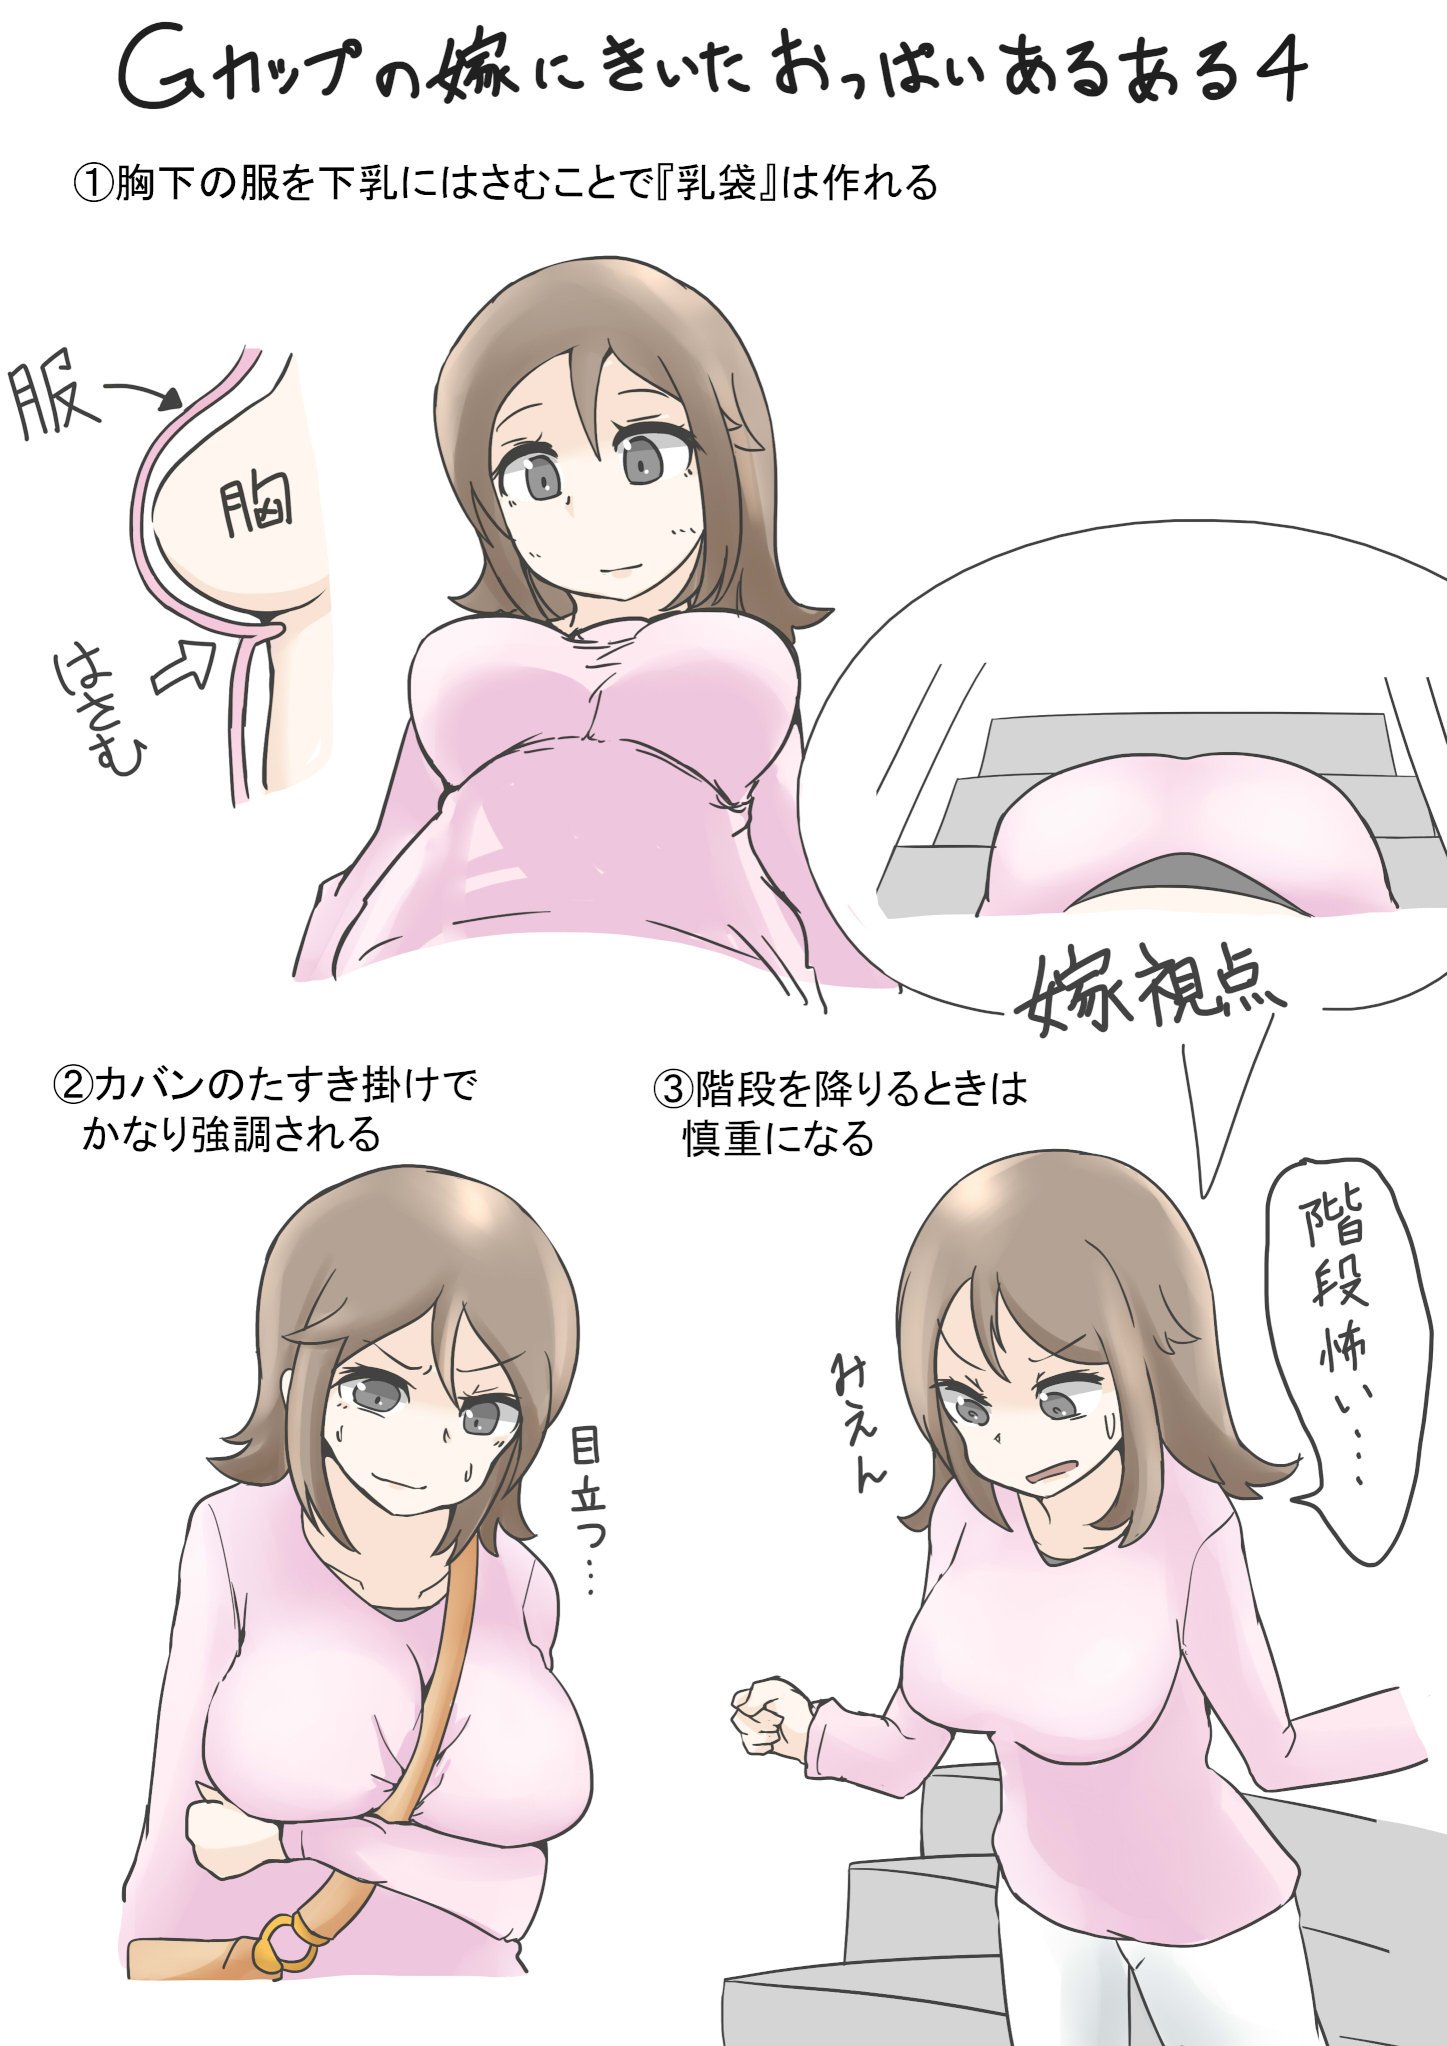 Gカップの嫁にきいたおっぱいあるある4
①胸下の服を下乳にはさむことで『乳袋』は作れる
服
胸
はさむ
嫁視点
②カバンのたすき掛けで
かなり強調される
目立つ…
③階段を降りるときは
慎重になる
階段怖い……
みえん